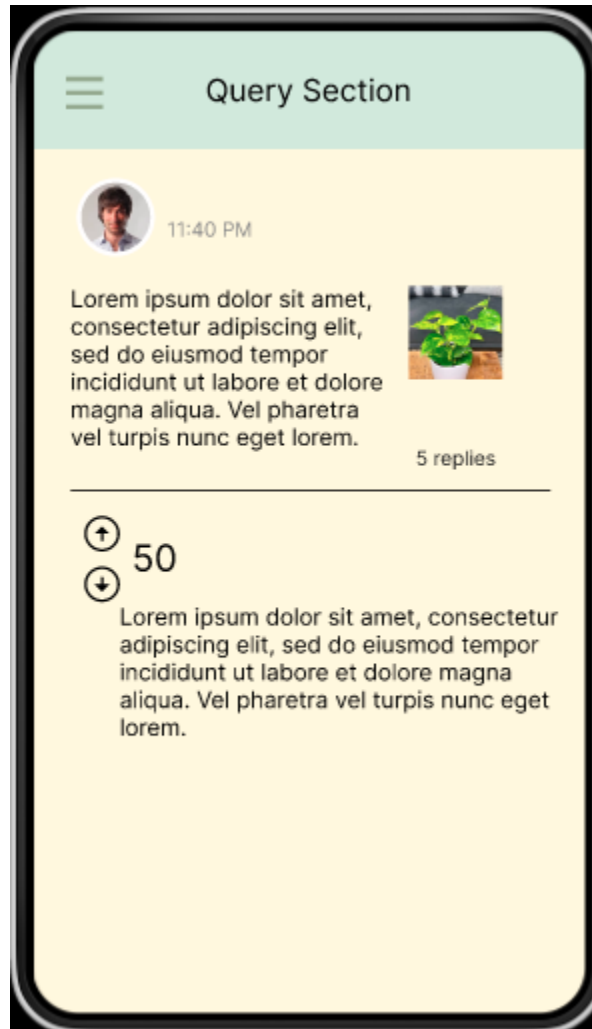 Query Section
11:40 PM
Lorem ipsum dolor sit amet,
consectetur adipiscing elit,
sed do eiusmod tempor
incididunt ut labore et dolore
magna aliqua. Vel pharetra
vel turpis nunc eget lorem.
5 replies
50
Lorem ipsum dolor sit amet, consectetur
adipiscing elit, sed do eiusmod tempor
incididunt ut labore et dolore magna
aliqua. Vel pharetra vel turpis nunc eget
lorem.